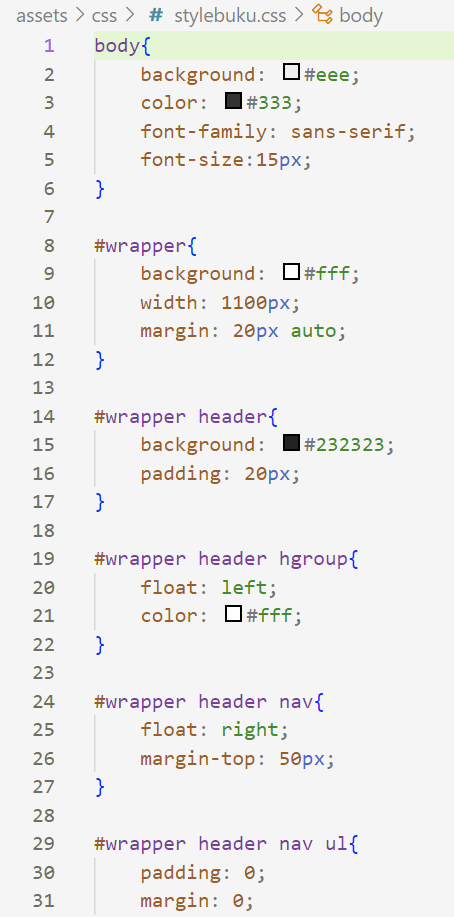 assets > css > # stylebuku.css > body
1 body{
2 background: #eee;
3 color: #333;
4 font-family: sans-serif;
5 font-size:15px;
6 }
7
8 #wrapper{
9 background: #fff;
10 width: 1100px;
11 margin: 20px auto;
12 }
13
14 #wrapper header{
15 background: #232323;
16 padding: 20px;
17 }
18
19 #wrapper header hgroup{
20 float: left;
21 color: #fff;
22 }
23
24 #wrapper header nav{
25 float: right;
26 margin-top: 50px;
27 }
28
29 #wrapper header nav ul{
30 padding: 0;
31 margin: 0;